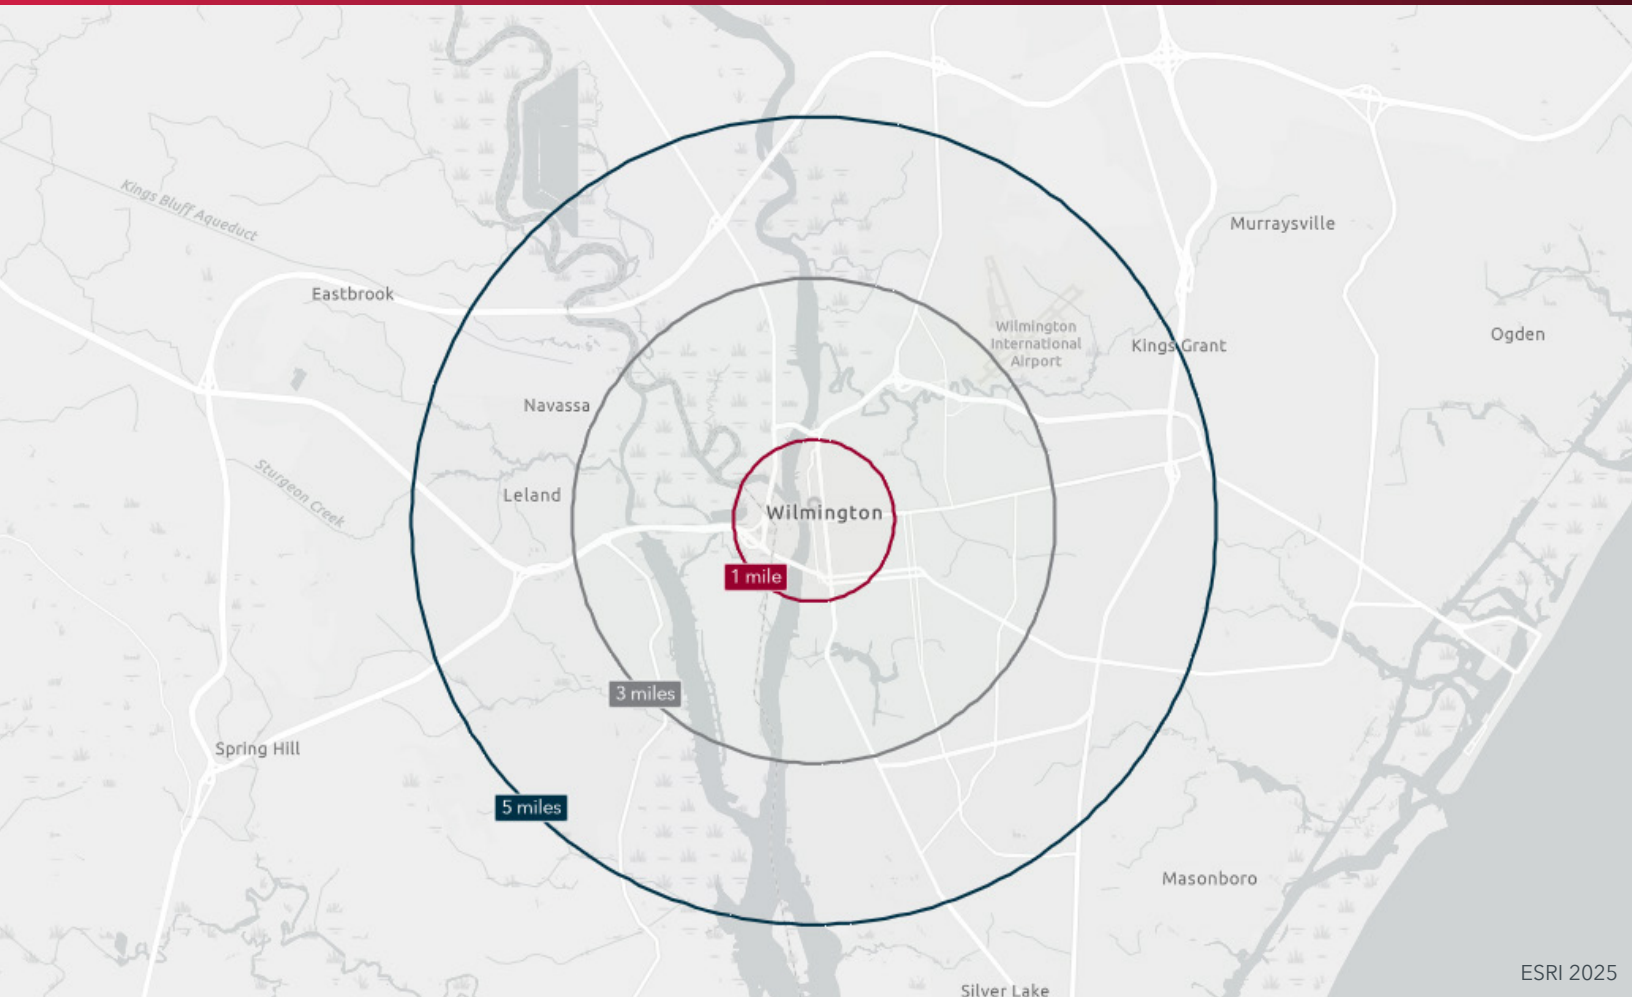 Kings Bluff Aqueduct
Murraysville
Eastbrook
Wilmington
International
Airport
Ogden
Kings Grant
Navassa
Sturgeon Creek
Leland
Wilmington
1 mile
3 miles
Spring Hill
5 miles
Masonboro
ESRI 2025
Silver Lake